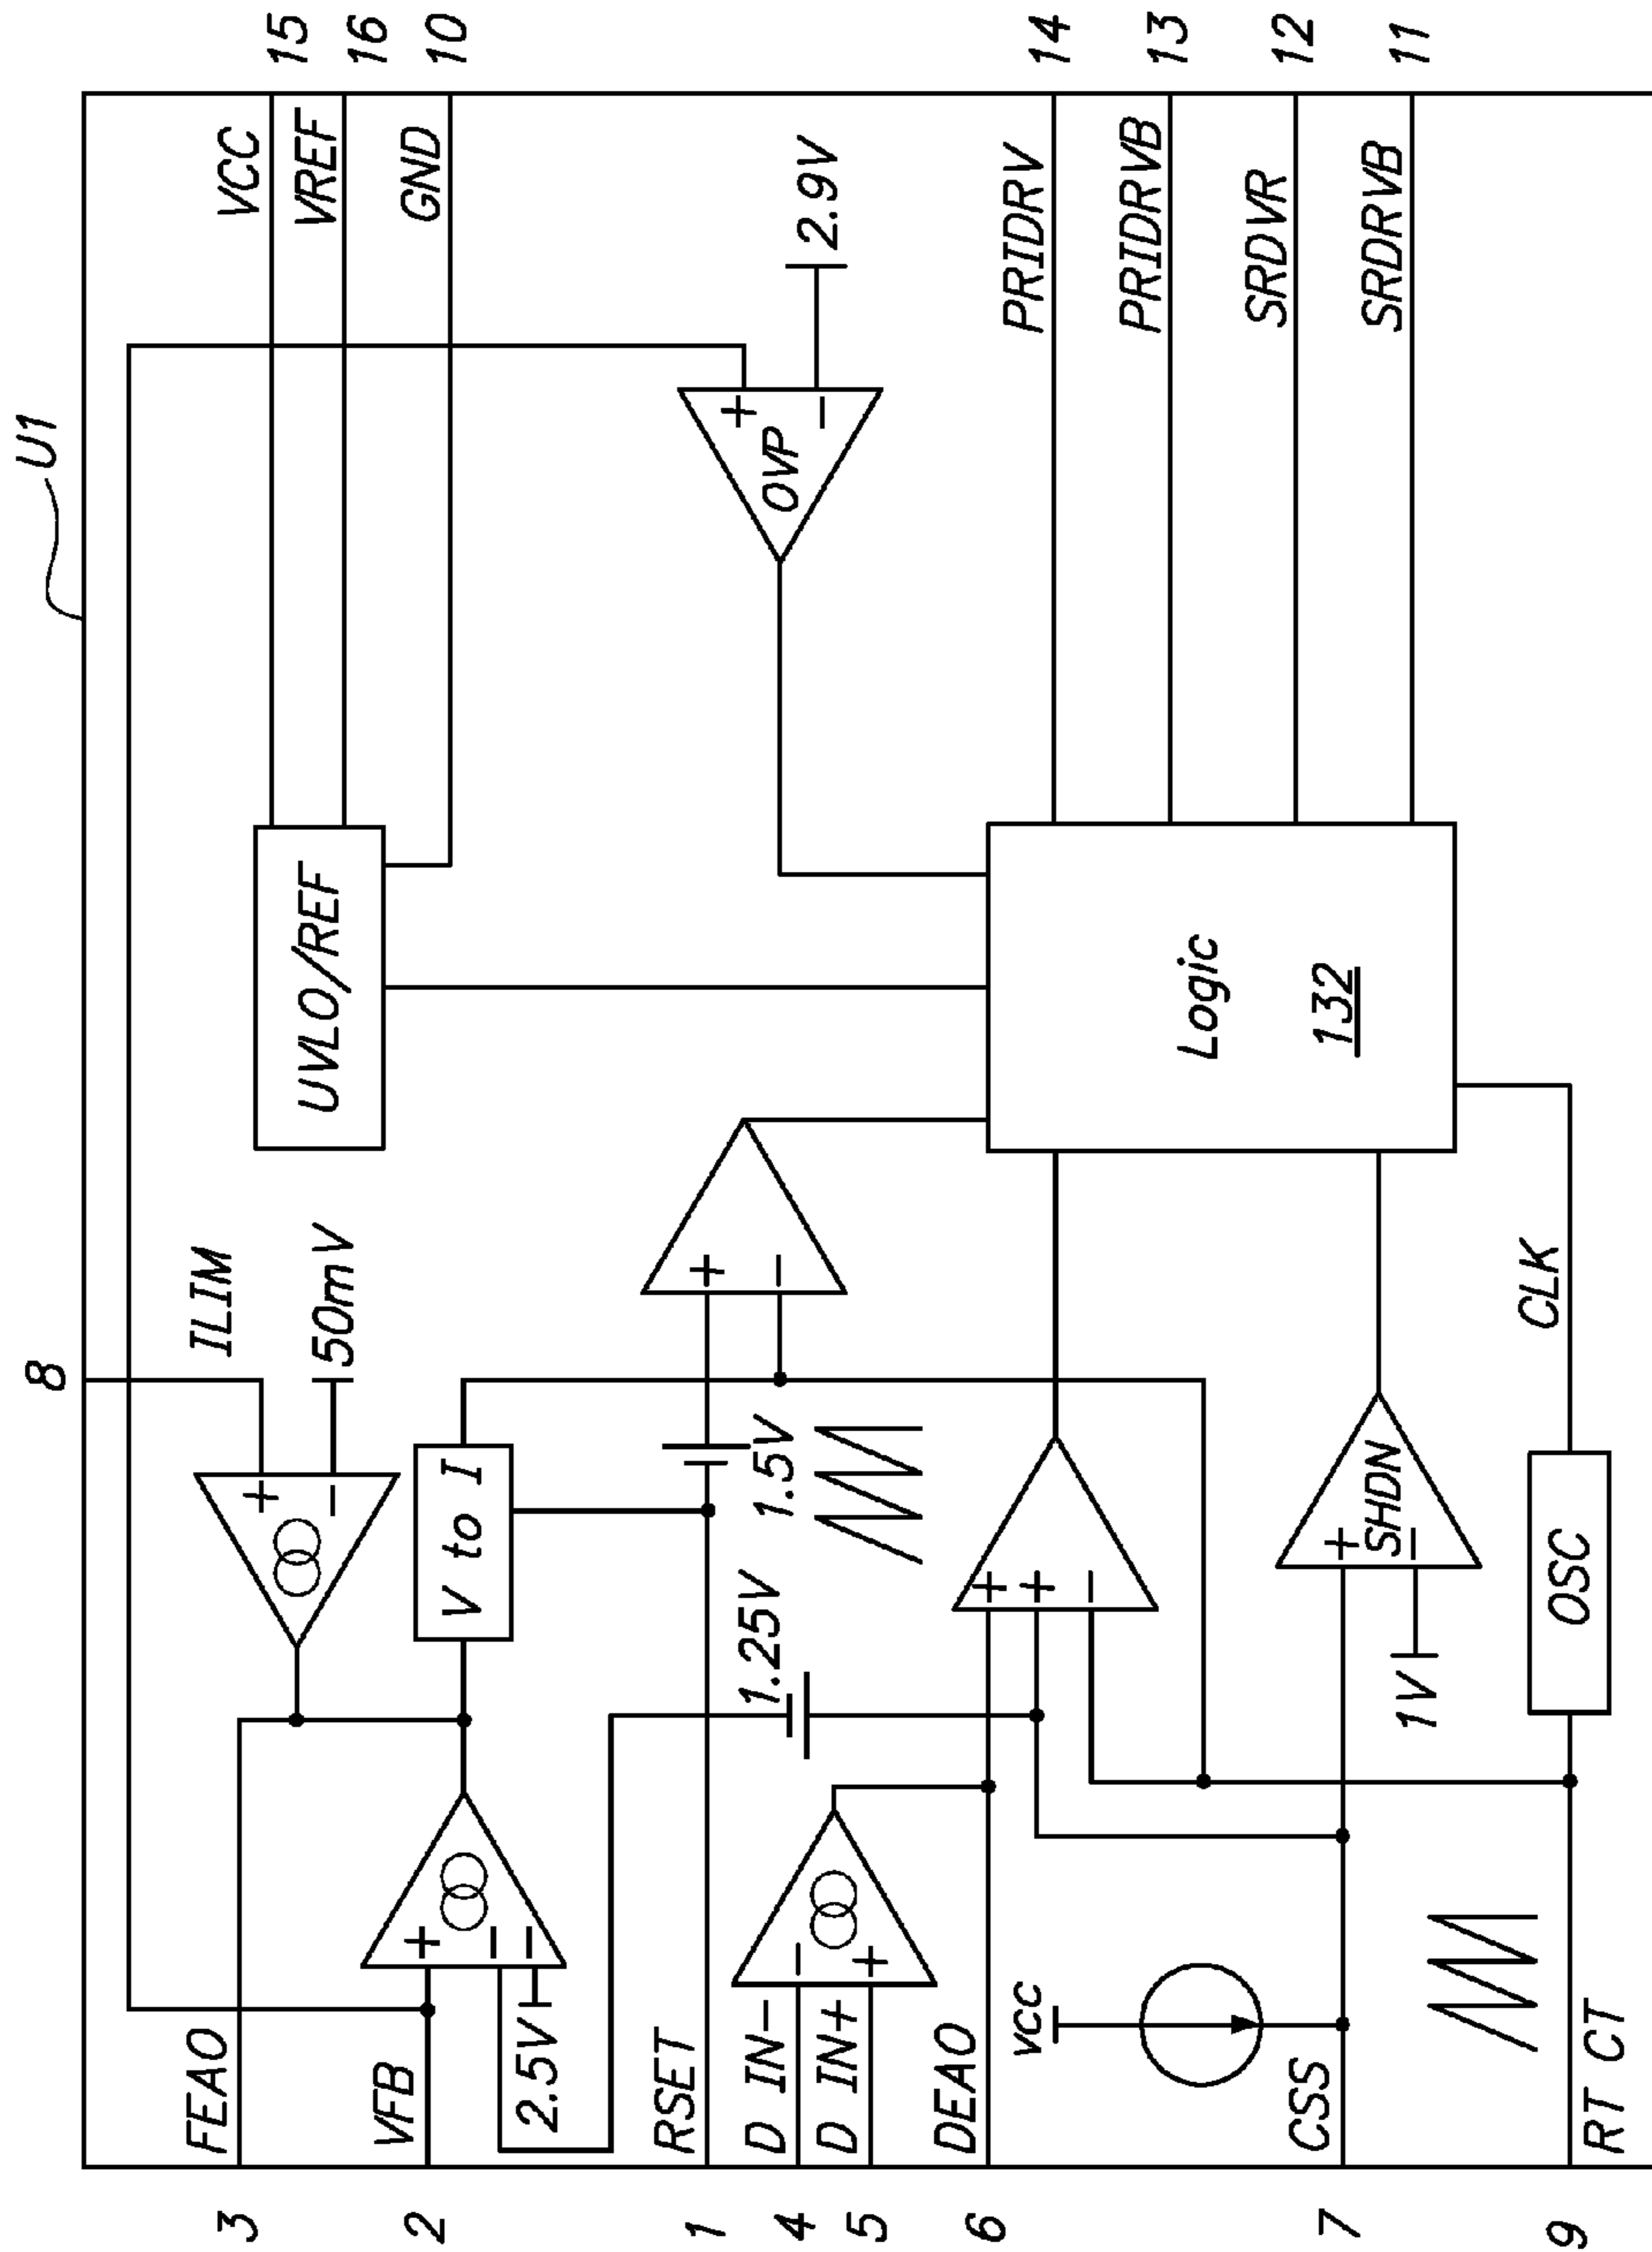 U1
8
ILIM
50mV
UVLO/REF
VCC
15
VREF
16
GND
10
3
FEAO
2
VFB
+
−
−
2.5V
+
−
V to I
1
RSET
1.5V
+
−
OVP
+
−
2.9V
4
D IN-
5
D IN+
−
+
1.25V
6
DEAO
+
+
−
Logic
132
PRIDRV
14
PRIDRVB
13
SRDVR
12
SRDRVB
11
vcc
7
CSS
+
SHDN
−
1V
9
RT CT
OSC
CLK